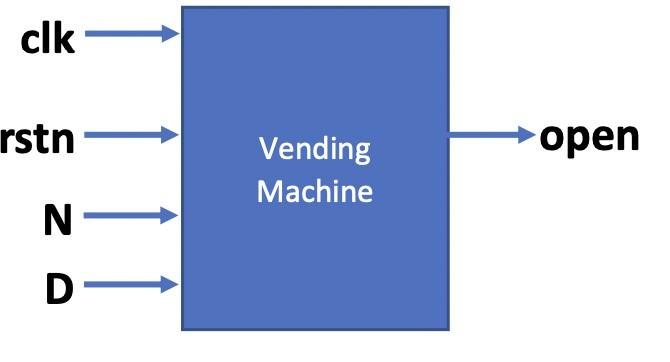 clk
rstn
N
D
Vending
Machine
open